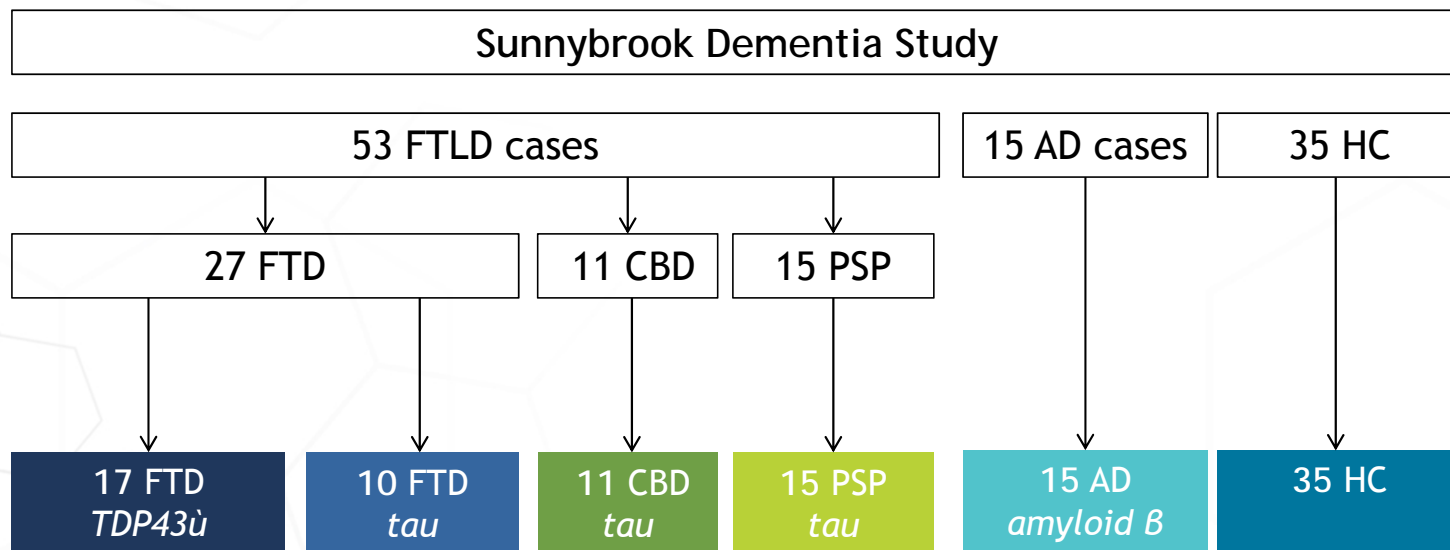 Sunnybrook Dementia Study
53 FTLD cases
15 AD cases
35 HC
27 FTD
11 CBD
15 PSP
17 FTD
TDP43ù
10 FTD
tau
11 CBD
tau
15 PSP
tau
15 AD
amyloid β
35 HC